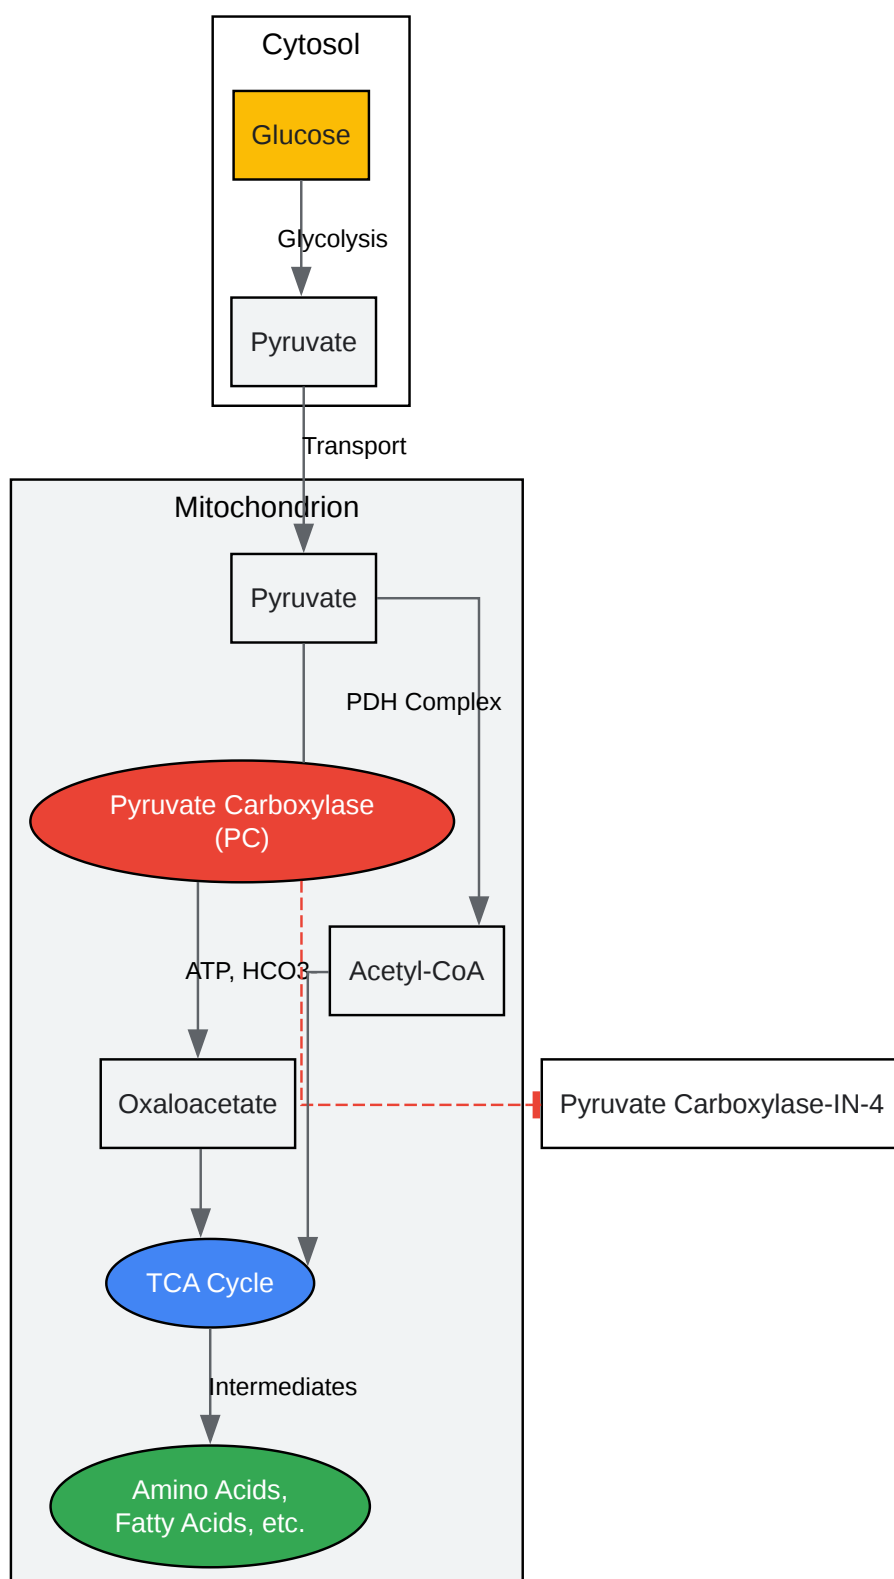 Cytosol
Glucose
Glycolysis
Pyruvate
Transport
Mitochondrion
Pyruvate
PDH Complex
Pyruvate Carboxylase
(PC)
ATP, HCO3-
Acetyl-CoA
Oxaloacetate
Pyruvate Carboxylase-IN-4
TCA Cycle
Intermediates
Amino Acids,
Fatty Acids, etc.